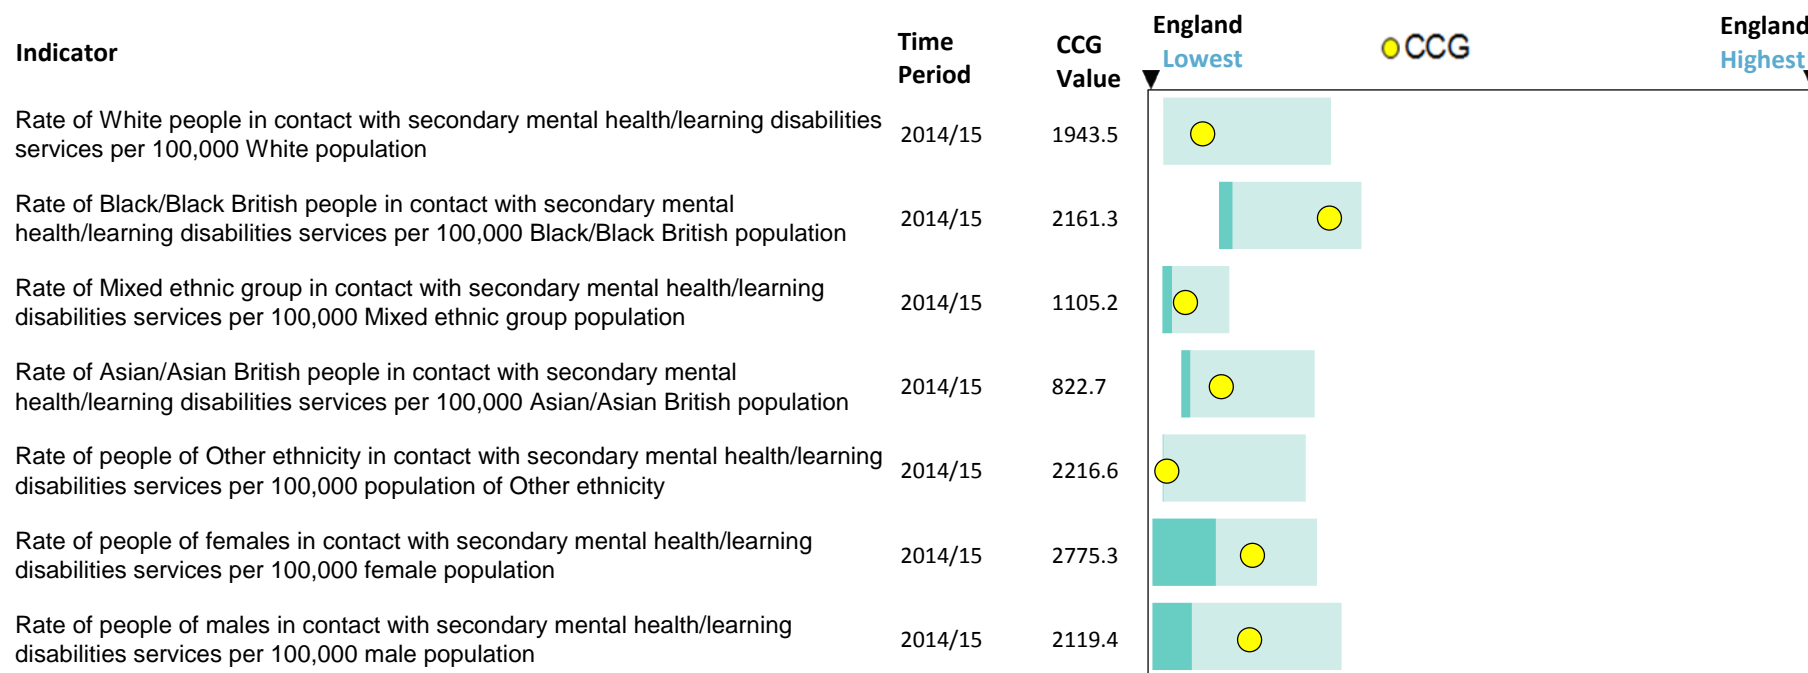 Indicator
Time
Period
CCG
Value
England
Lowest
CCG
England
Highest
Rate of White people in contact with secondary mental health/learning disabilities
services per 100,000 White population
2014/15
1943.5
Rate of Black/Black British people in contact with secondary mental
health/learning disabilities services per 100,000 Black/Black British population
2014/15
2161.3
Rate of Mixed ethnic group in contact with secondary mental health/learning
disabilities services per 100,000 Mixed ethnic group population
2014/15
1105.2
Rate of Asian/Asian British people in contact with secondary mental
health/learning disabilities services per 100,000 Asian/Asian British population
2014/15
822.7
Rate of people of Other ethnicity in contact with secondary mental health/learning
disabilities services per 100,000 population of Other ethnicity
2014/15
2216.6
Rate of people of females in contact with secondary mental health/learning
disabilities services per 100,000 female population
2014/15
2775.3
Rate of people of males in contact with secondary mental health/learning
disabilities services per 100,000 male population
2014/15
2119.4